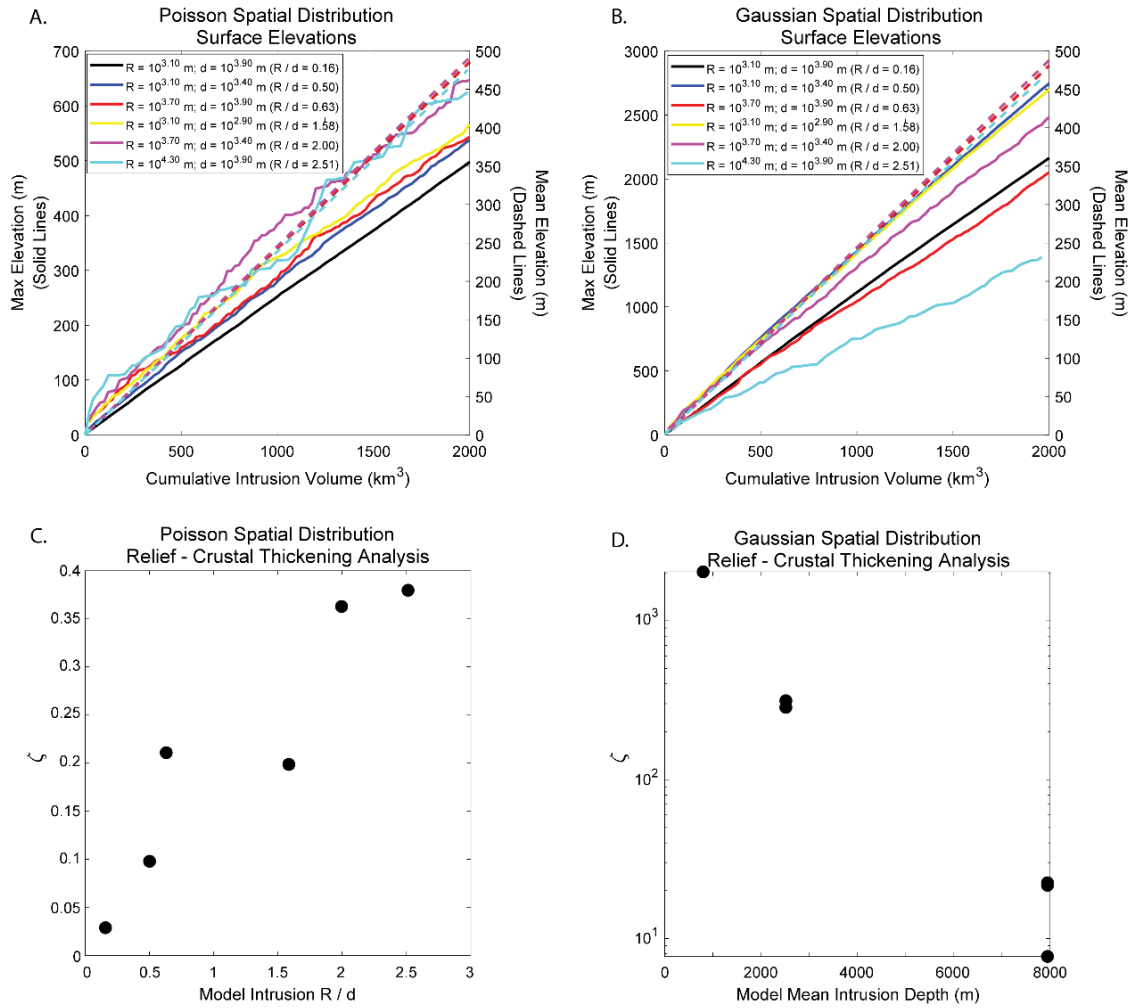 A.
Poisson Spatial Distribution
Surface Elevations
700
600
500
400
300
200
100
0
Max Elevation (m)
(Solid Lines)
R = 10^3.10 m; d = 10^3.90 m (R / d = 0.16)
R = 10^3.10 m; d = 10^3.40 m (R / d = 0.50)
R = 10^3.70 m; d = 10^3.90 m (R / d = 0.63)
R = 10^3.10 m; d = 10^2.90 m (R / d = 1.58)
R = 10^3.70 m; d = 10^3.40 m (R / d = 2.00)
R = 10^4.30 m; d = 10^3.90 m (R / d = 2.51)
500
450
400
350
300
250
200
150
100
50
0
Mean Elevation (m)
(Dashed Lines)
0 500 1000 1500 2000
Cumulative Intrusion Volume (km^3)
B.
Gaussian Spatial Distribution
Surface Elevations
3000
2500
2000
1500
1000
500
0
Max Elevation (m)
(Solid Lines)
R = 10^3.10 m; d = 10^3.90 m (R / d = 0.16)
R = 10^3.10 m; d = 10^3.40 m (R / d = 0.50)
R = 10^3.70 m; d = 10^3.90 m (R / d = 0.63)
R = 10^3.10 m; d = 10^2.90 m (R / d = 1.58)
R = 10^3.70 m; d = 10^3.40 m (R / d = 2.00)
R = 10^4.30 m; d = 10^3.90 m (R / d = 2.51)
500
450
400
350
300
250
200
150
100
50
0
Mean Elevation (m)
(Dashed Lines)
0 500 1000 1500 2000
Cumulative Intrusion Volume (km^3)
C.
Poisson Spatial Distribution
Relief - Crustal Thickening Analysis
0.4
0.35
0.3
0.25
0.2
0.15
0.1
0.05
0
ζ
0 0.5 1 1.5 2 2.5 3
Model Intrusion R / d
D.
Gaussian Spatial Distribution
Relief - Crustal Thickening Analysis
10^3
10^2
10^1
ζ
0 2000 4000 6000 8000
Model Mean Intrusion Depth (m)